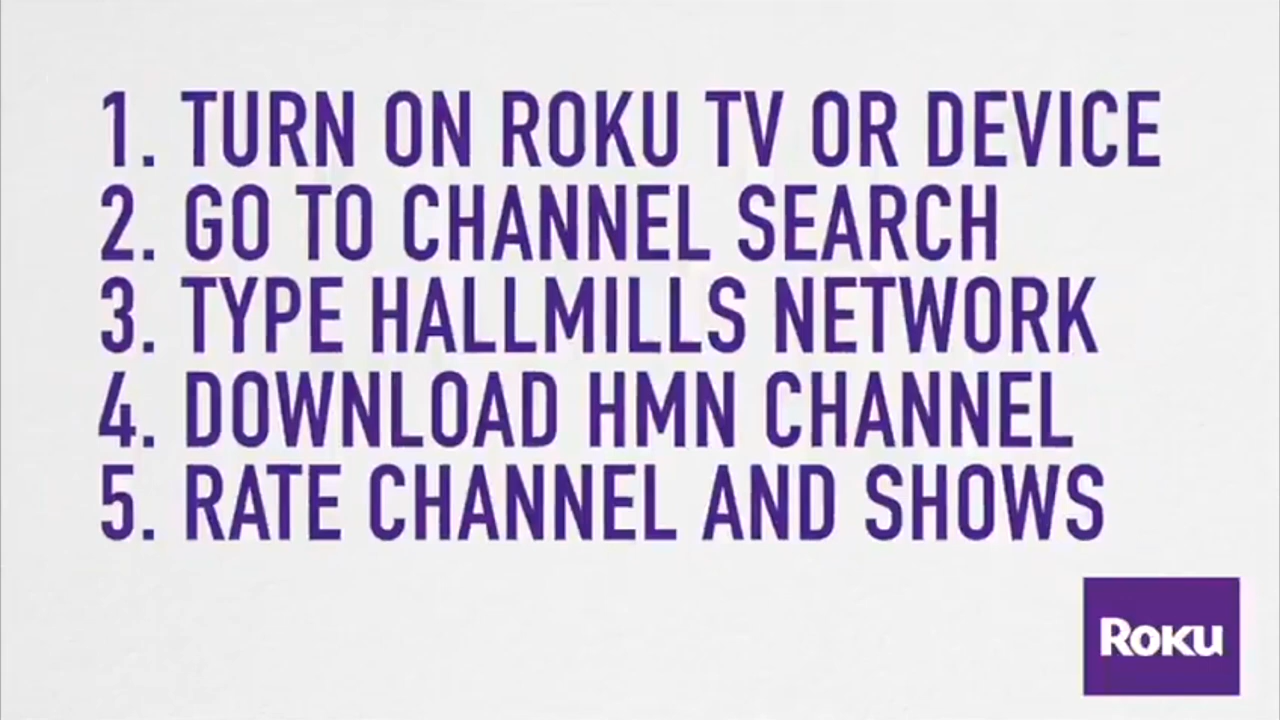 1. TURN ON ROKU TV OR DEVICE
2. GO TO CHANNEL SEARCH
3. TYPE HALLMILLS NETWORK
4. DOWNLOAD HMN CHANNEL
5. RATE CHANNEL AND SHOWS
Roku